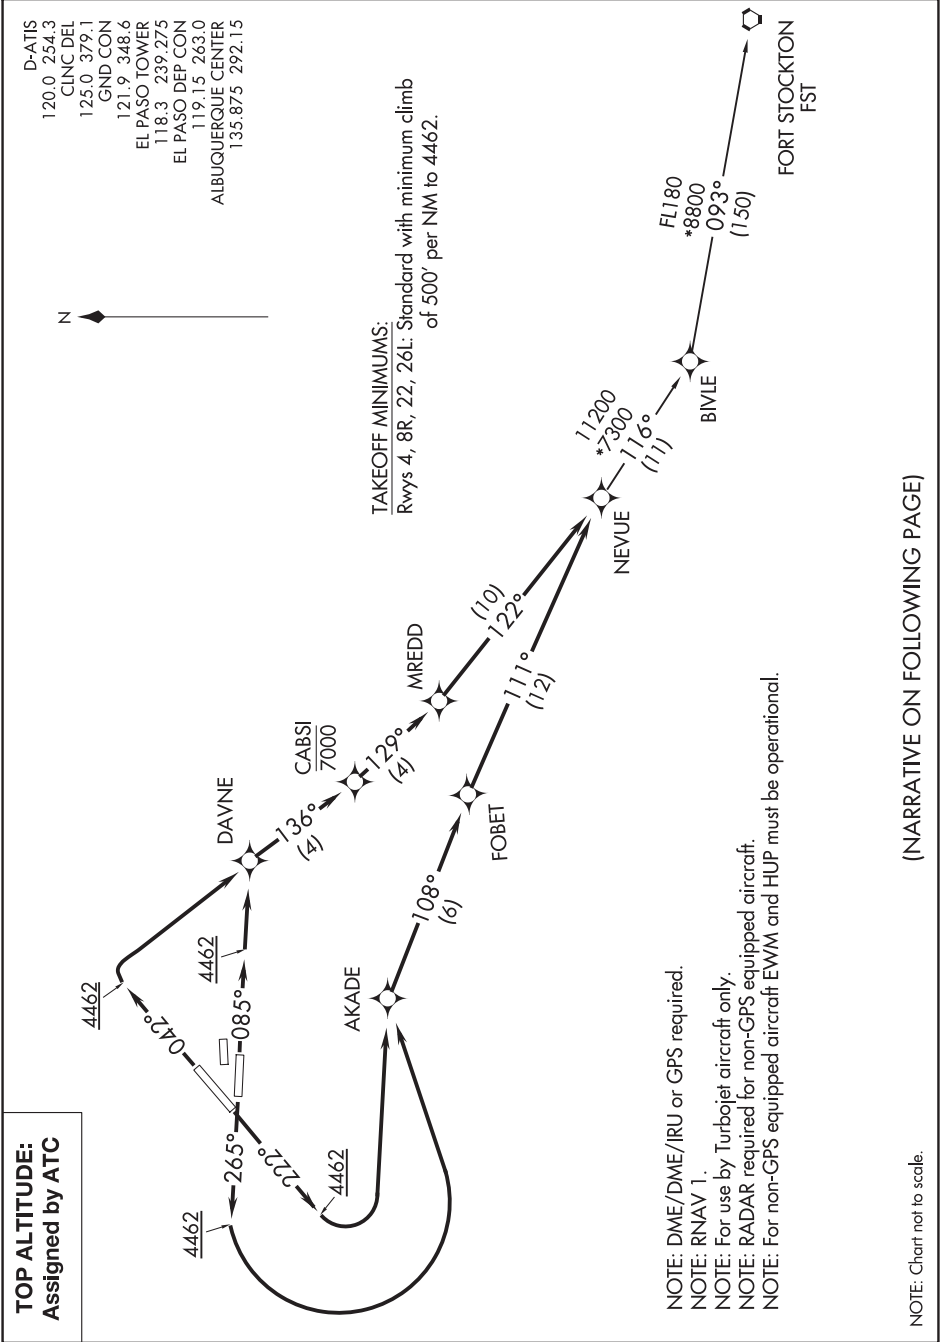 TOP ALTITUDE:
Assigned by ATC
D-ATIS
120.0 254.3
CLNC DEL
125.0 379.1
GND CON
121.9 348.6
EL PASO TOWER
118.3 239.275
EL PASO DEP CON
119.15 263.0
ALBUQUERQUE CENTER
135.875 292.15
N
TAKEOFF MINIMUMS:
Rwys 4, 8R, 22, 26L: Standard with minimum climb
of 500' per NM to 4462.
4462
042°
4462
085°
265°
4462
222°
4462
DAVNE
136°
(4)
CABSI
7000
129°
(4)
MREDD
(10)
122°
AKADE
108°
(6)
FOBET
111°
(12)
NEVUE
11200
*7300
116°
(11)
BIVLE
FL180
*8800
093°
(150)
FORT STOCKTON
FST
NOTE: DME/DME/IRU or GPS required.
NOTE: RNAV 1.
NOTE: For use by Turbojet aircraft only.
NOTE: RADAR required for non-GPS equipped aircraft.
NOTE: For non-GPS equipped aircraft EWM and HUP must be operational.
(NARRATIVE ON FOLLOWING PAGE)
NOTE: Chart not to scale.